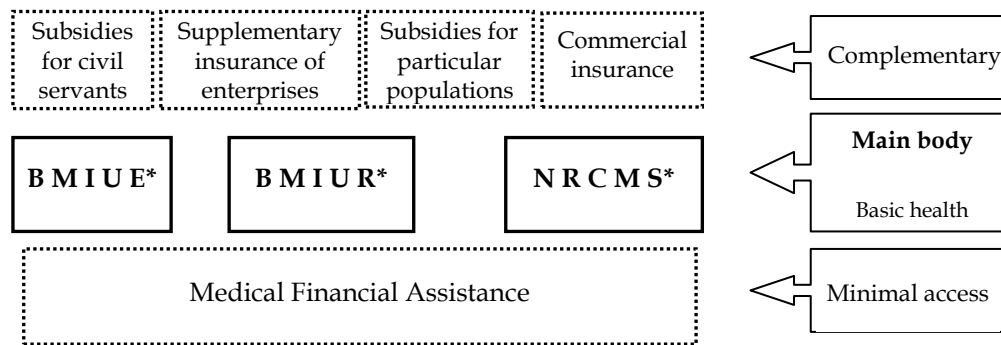 Subsidies
for civil
servants
Supplementary
insurance of
enterprises
Subsidies for
particular
populations
Commercial
insurance
Complementary
B M I U E*
B M I U R*
N R C M S*
Main body
Basic health
Medical Financial Assistance
Minimal access